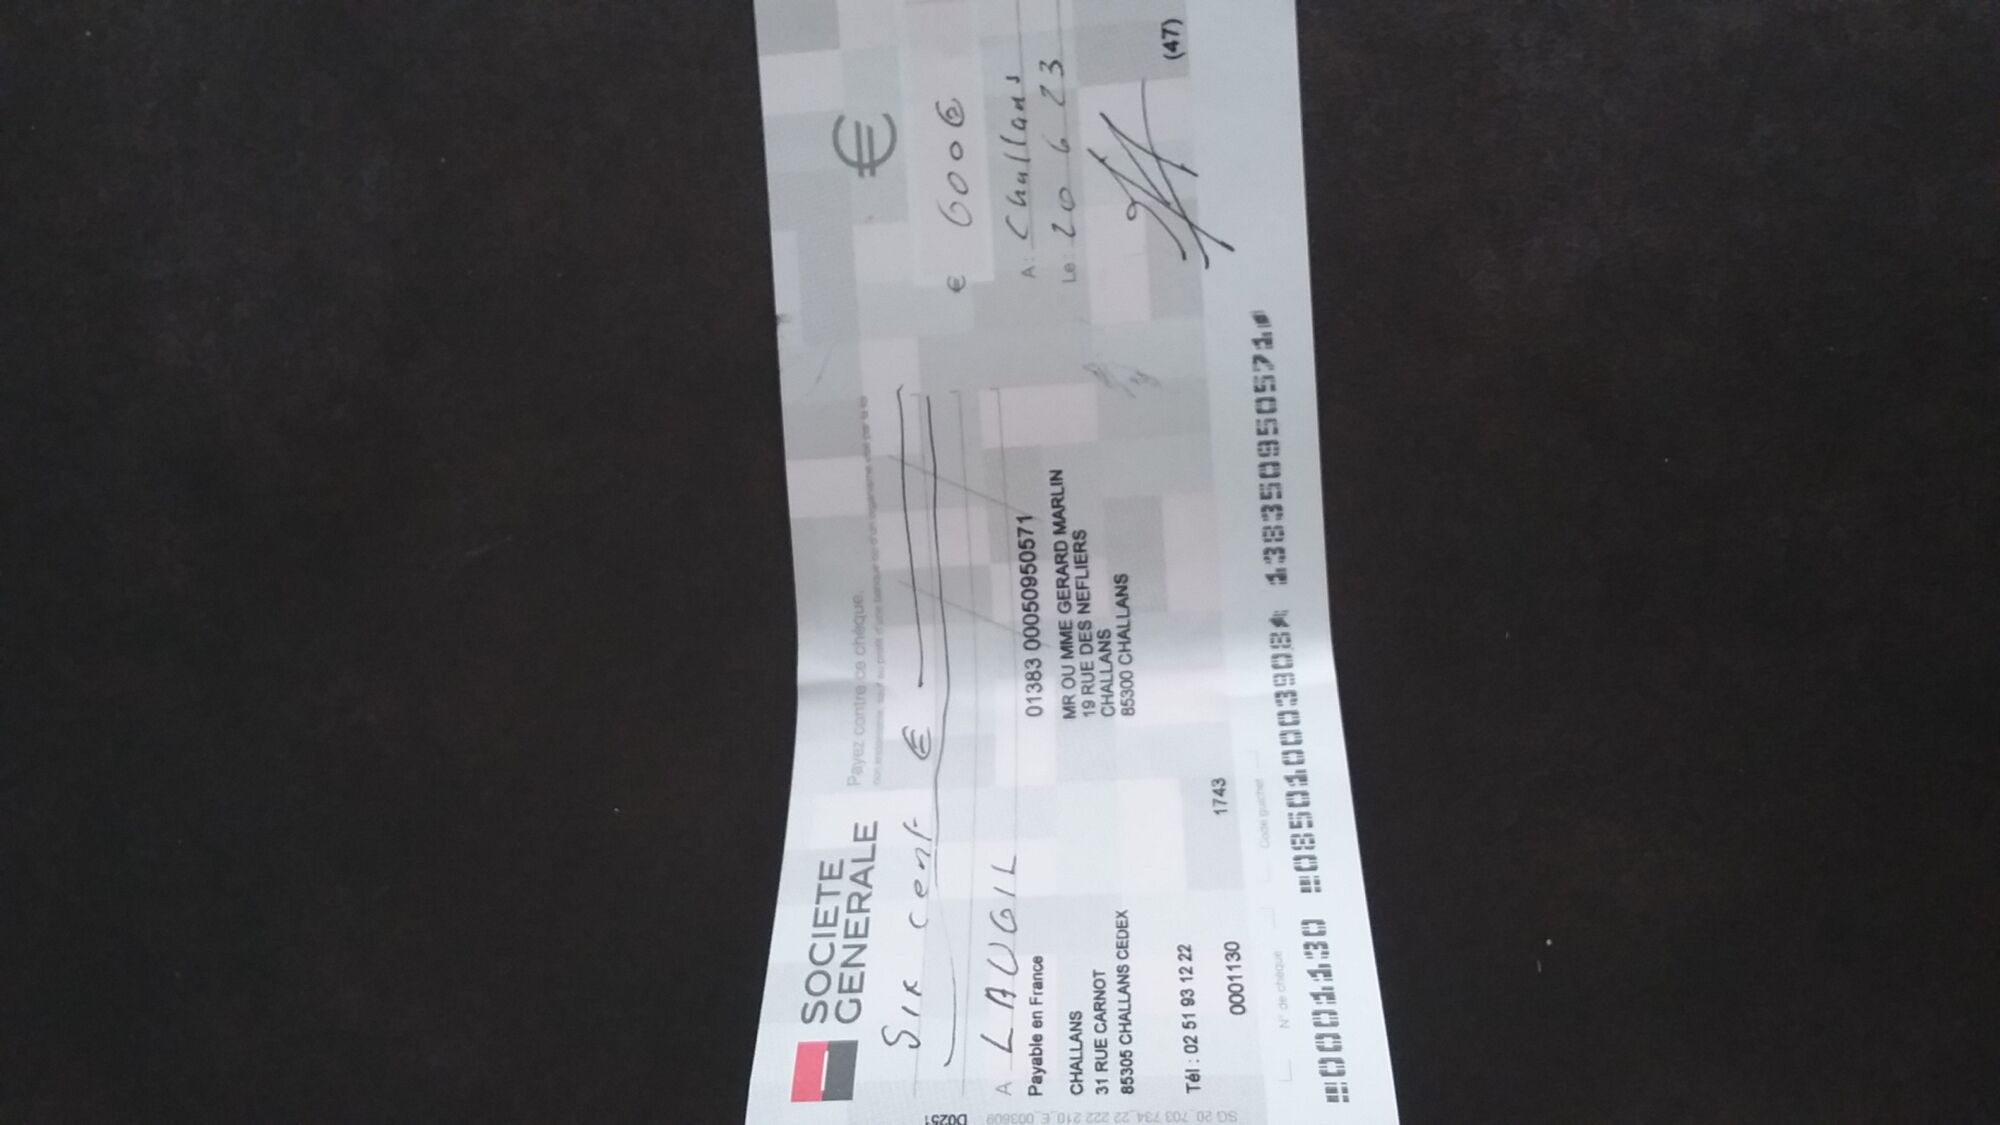 SOCIETE
GENERALE
Payez contre ce chèque,
€
Six cent €
€ 600€
A LAUGIL
A : Challans
Le : 20 6 23
Payable en France
01383 00050950571
CHALLANS
31 RUE CARNOT
85305 CHALLANS CEDEX
MR OU MME GERARD MARLIN
19 RUE DES NEFLIERS
CHALLANS
85300 CHALLANS
Tél : 02 51 93 12 22
1743
(47)
0001130
N° de chèque
Code guichet
0001130 085010003908 138350950571